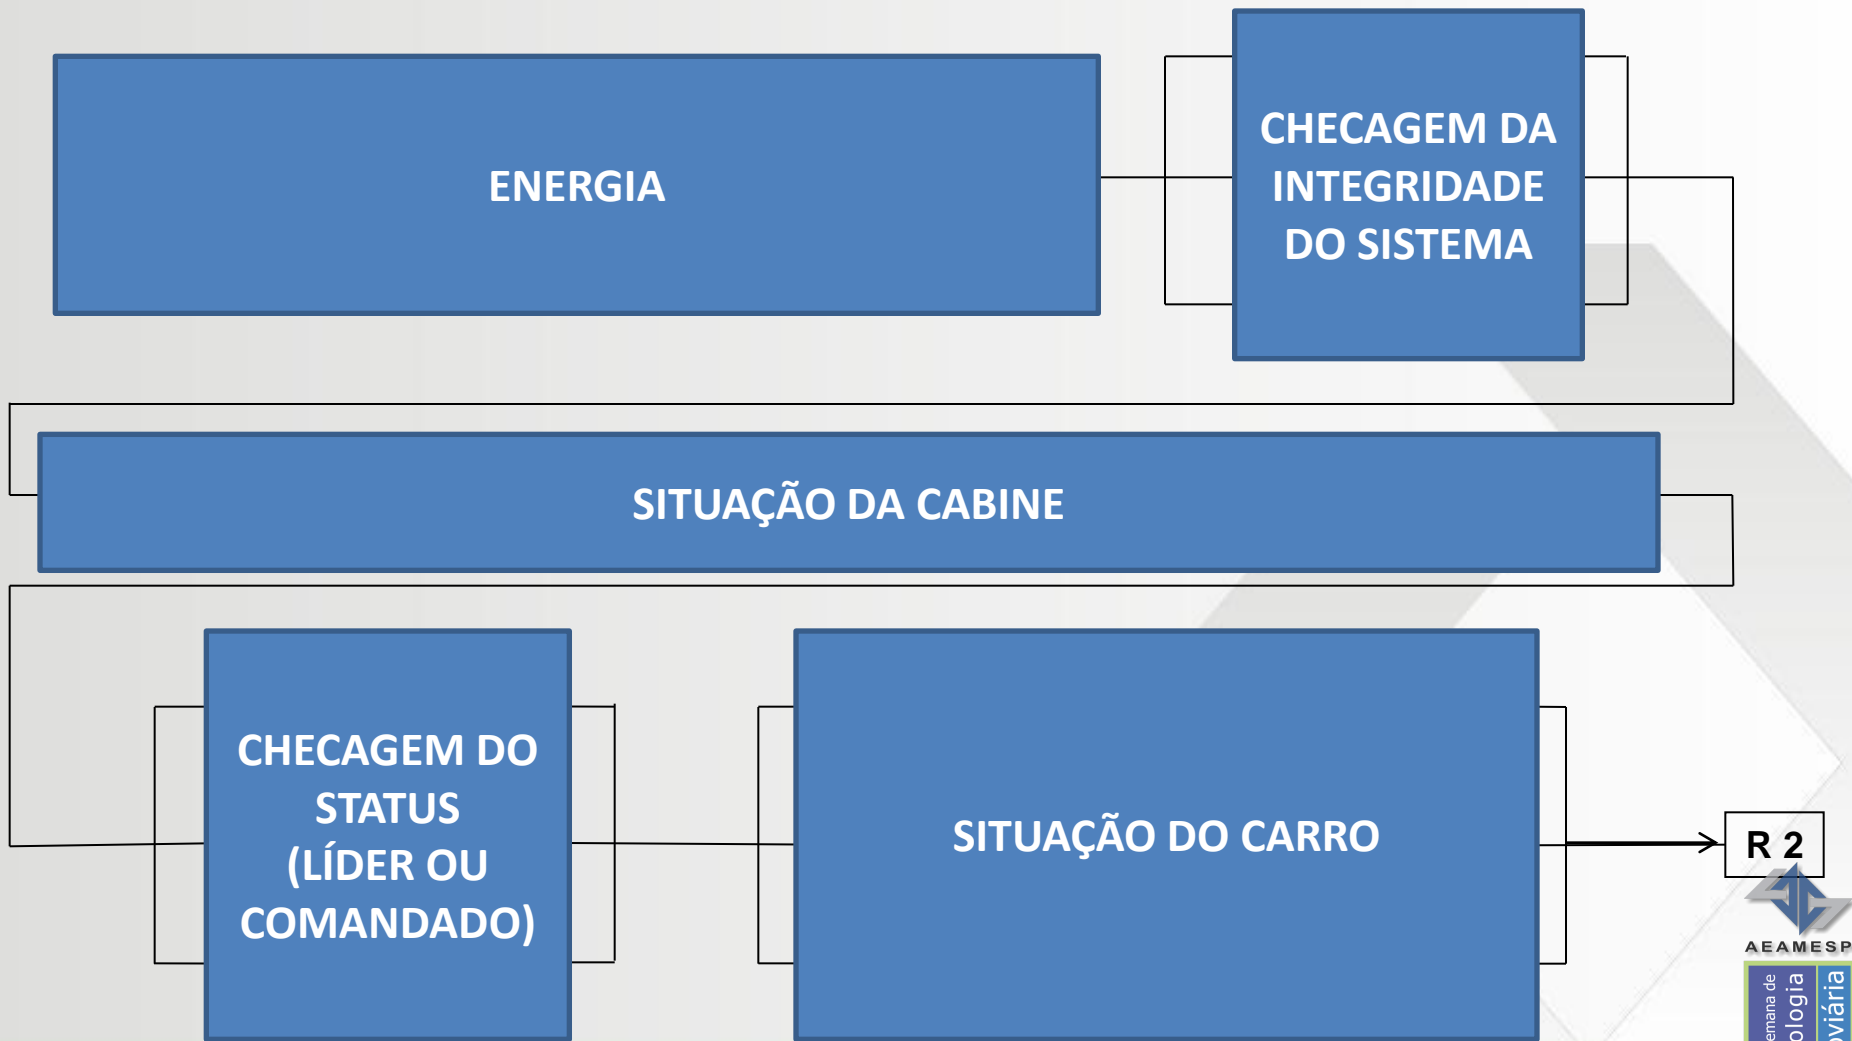 ENERGIA
CHECAGEM DA
INTEGRIDADE
DO SISTEMA
SITUAÇÃO DA CABINE
CHECAGEM DO
STATUS
(LÍDER OU
COMANDADO)
SITUAÇÃO DO CARRO
R 2
AEAMESP